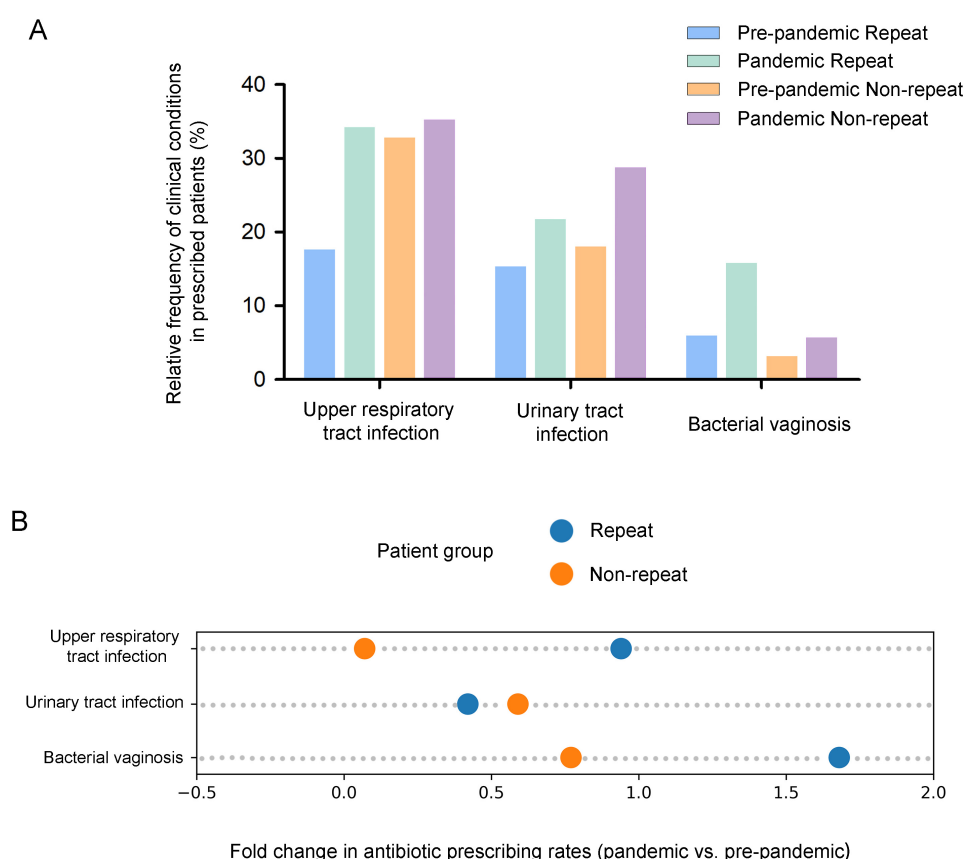 A
Pre-pandemic Repeat
Pandemic Repeat
Pre-pandemic Non-repeat
Pandemic Non-repeat
Relative frequency of clinical conditions
in prescribed patients (%)
40
30
20
10
0
Upper respiratory
tract infection
Urinary tract
infection
Bacterial vaginosis
B
Patient group
Repeat
Non-repeat
Upper respiratory
tract infection
Urinary tract infection
Bacterial vaginosis
−0.5 0.0 0.5 1.0 1.5 2.0
Fold change in antibiotic prescribing rates (pandemic vs. pre-pandemic)